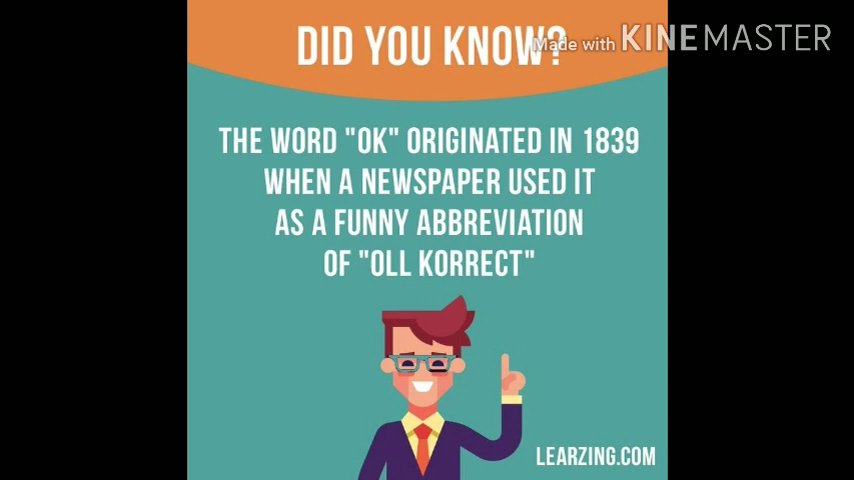 DID YOU KNOW?
Made with KINEMASTER
THE WORD "OK" ORIGINATED IN 1839
WHEN A NEWSPAPER USED IT
AS A FUNNY ABBREVIATION
OF "OLL KORRECT"
LEARZING.COM